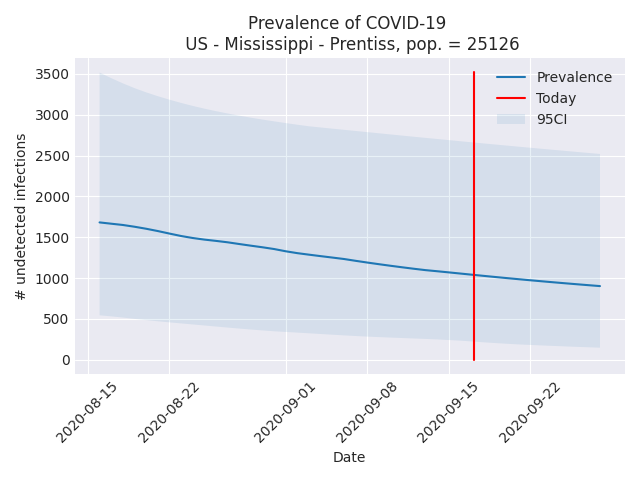 Prevalence of COVID-19
US - Mississippi - Prentiss, pop. = 25126
Prevalence
Today
95CI
# undetected infections
3500
3000
2500
2000
1500
1000
500
0
2020-08-15
2020-08-22
2020-09-01
2020-09-08
2020-09-15
2020-09-22
Date